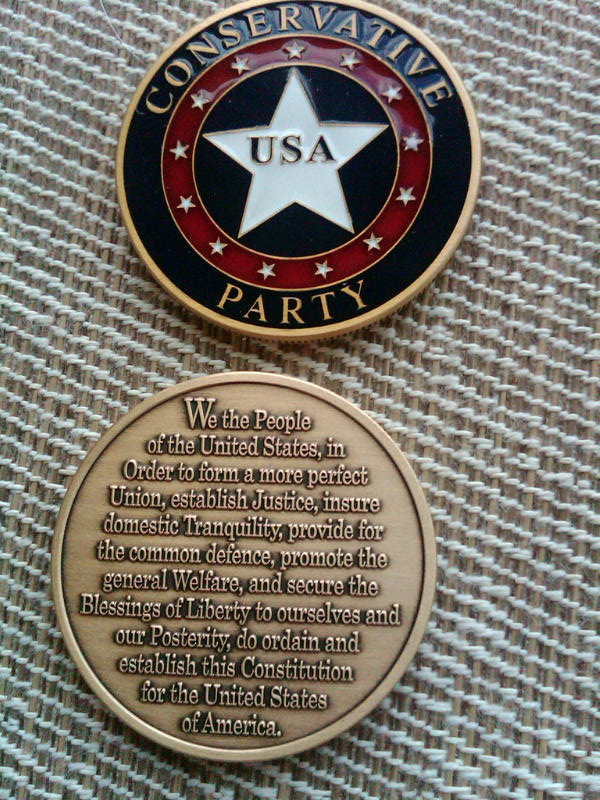 CONSERVATIVE
USA
PARTY
We the People
of the United States, in
Order to form a more perfect
Union, establish Justice, insure
domestic Tranquility, provide for
the common defence, promote the
general Welfare, and secure the
Blessings of Liberty to ourselves and
our Posterity, do ordain and
establish this Constitution
for the United States
of America.